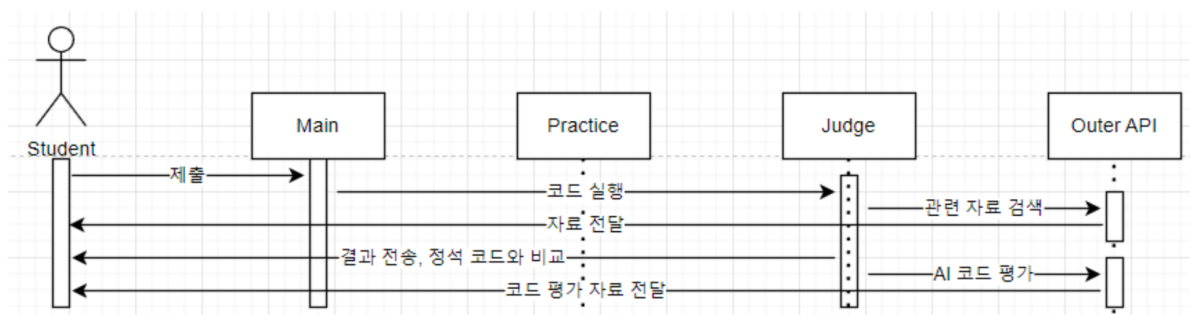 Main
Practice
Judge
Outer API
Student
제출
코드 실행
관련 자료 검색
자료 전달
결과 전송, 정석 코드와 비교
AI 코드 평가
코드 평가 자료 전달